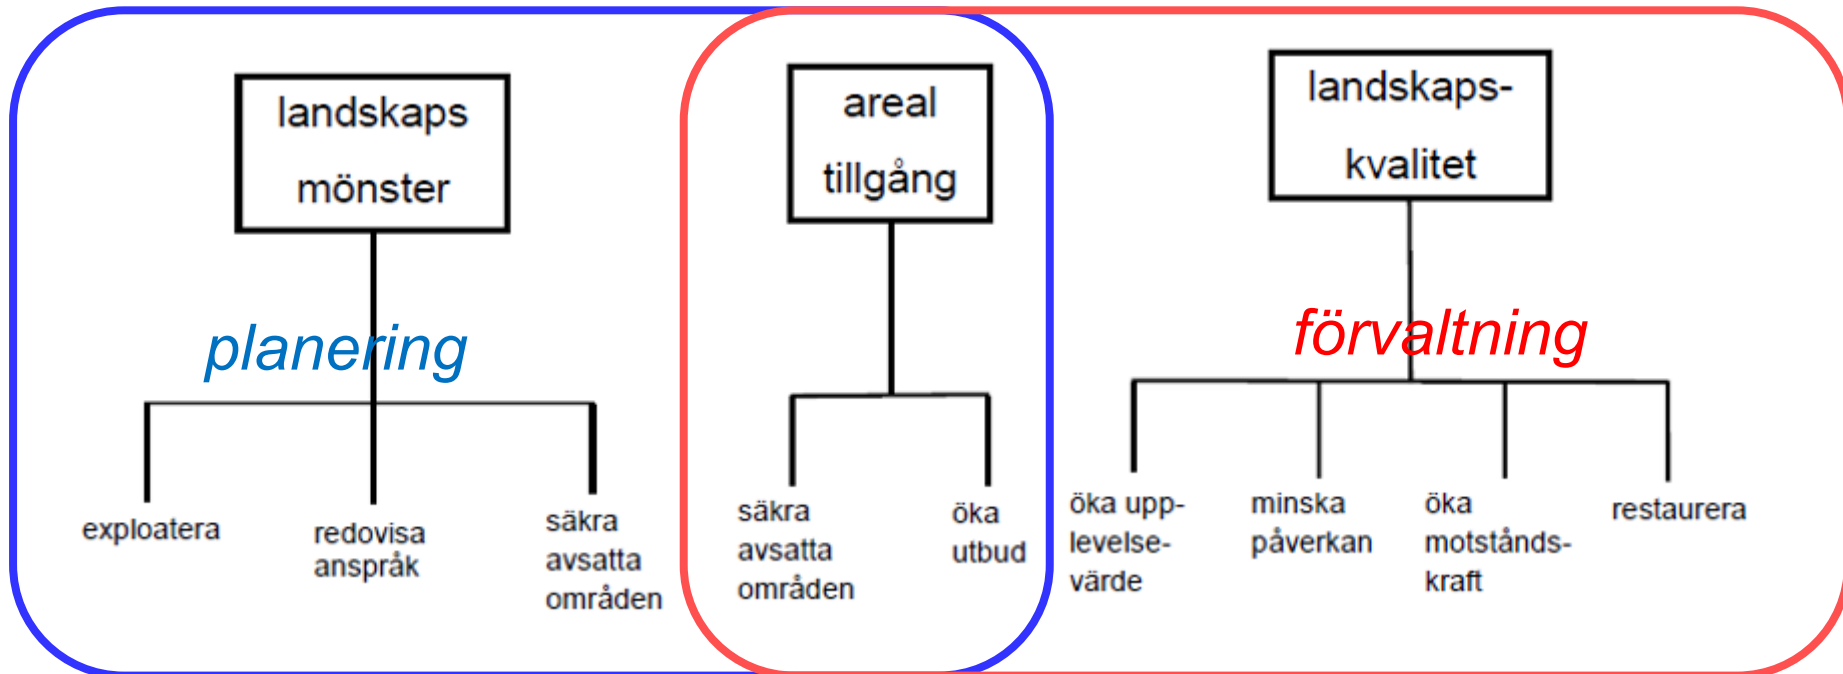 landskaps
mönster
planering
exploatera
redovisa
anspråk
säkra
avsatta
områden
areal
tillgång
säkra
avsatta
områden
öka
utbud
landskaps-
kvalitet
förvaltning
öka upp-
levelse-
värde
minska
påverkan
öka
motstånds-
kraft
restaurera